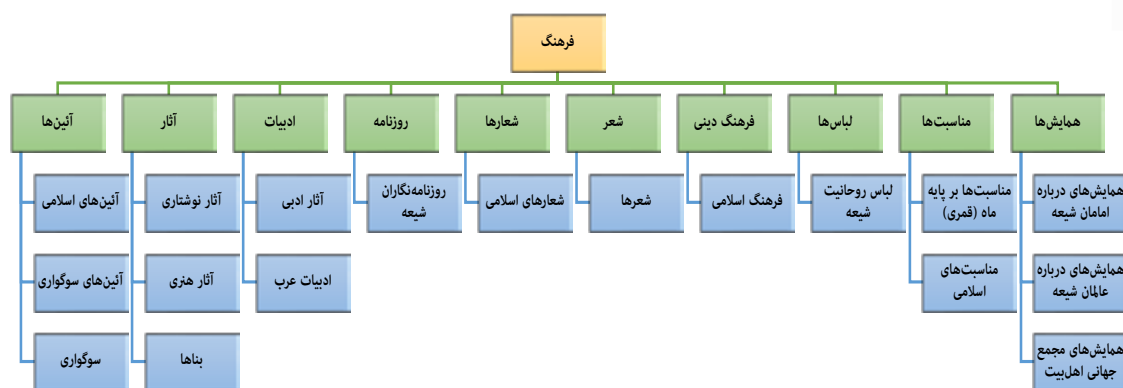 فرهنگ
همایش‌ها
مناسبت‌ها
لباس‌ها
فرهنگ دینی
شعر
شعارها
روزنامه
ادبیات
آثار
آئین‌ها
همایش‌های درباره
امامان شیعه
مناسبت‌ها بر پایه
ماه (قمری)
لباس روحانیت
شیعه
فرهنگ اسلامی
شعرها
شعارهای اسلامی
روزنامه‌نگاران
شیعه
آثار ادبی
آثار نوشتاری
آئین‌های اسلامی
همایش‌های درباره
عالمان شیعه
مناسبت‌های
اسلامی
ادبیات عرب
آثار هنری
آئین‌های سوگواری
همایش‌های مجمع
جهانی اهل‌بیت
بناها
سوگواری